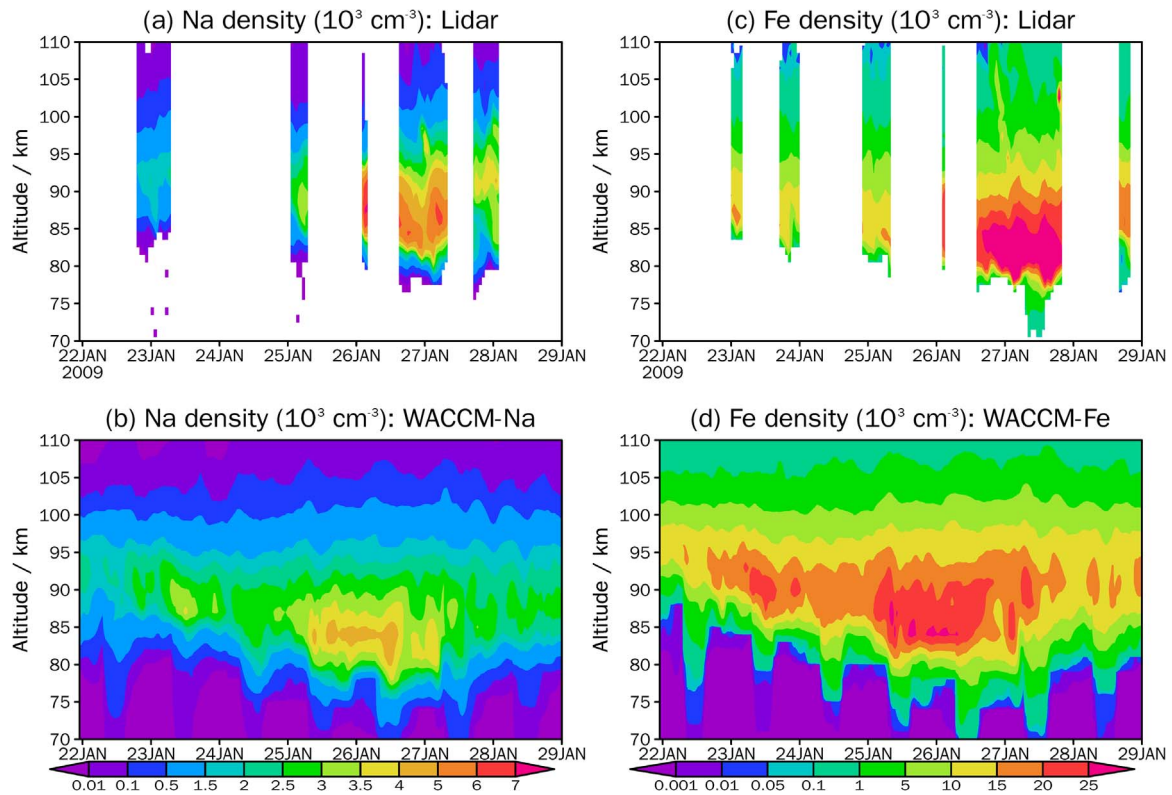 (a) Na density (10³ cm⁻³): Lidar
Altitude / km
110
105
100
95
90
85
80
75
70
22JAN 23JAN 24JAN 25JAN 26JAN 27JAN 28JAN 29JAN
2009
(c) Fe density (10³ cm⁻³): Lidar
Altitude / km
110
105
100
95
90
85
80
75
70
22JAN 23JAN 24JAN 25JAN 26JAN 27JAN 28JAN 29JAN
2009
(b) Na density (10³ cm⁻³): WACCM-Na
Altitude / km
110
105
100
95
90
85
80
75
70
22JAN 23JAN 24JAN 25JAN 26JAN 27JAN 28JAN 29JAN
0.01 0.1 0.5 1 1.5 2 2.5 3 3.5 4 5 6 7
(d) Fe density (10³ cm⁻³): WACCM-Fe
Altitude / km
110
105
100
95
90
85
80
75
70
22JAN 23JAN 24JAN 25JAN 26JAN 27JAN 28JAN 29JAN
0.001 0.01 0.05 0.1 1 5 10 15 20 25